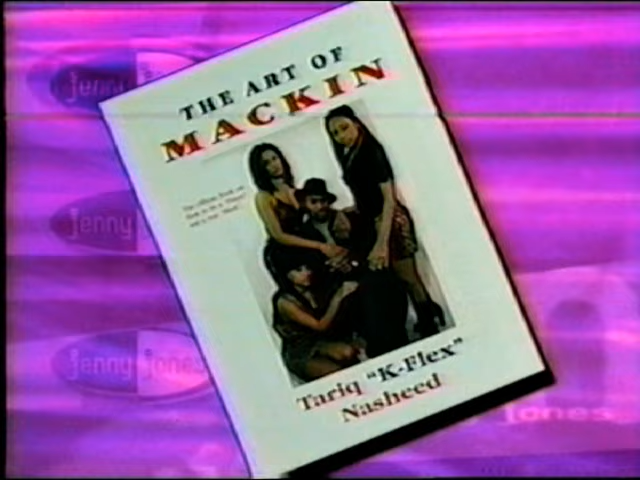 THE ART OF
MACKIN
Tariq "K-Flex"
Nasheed
jenny
jenny
jenny jones
jones